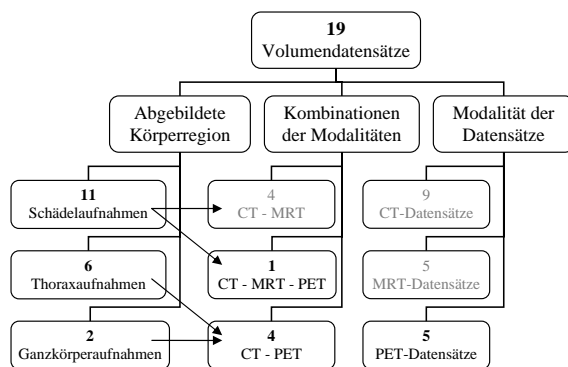 19
Volumendatensätze
Abgebildete
Körperregion
Kombinationen
der Modalitäten
Modalität der
Datensätze
11
Schädelaufnahmen
4
CT - MRT
9
CT-Datensätze
6
Thoraxaufnahmen
1
CT - MRT - PET
5
MRT-Datensätze
2
Ganzkörperaufnahmen
4
CT - PET
5
PET-Datensätze